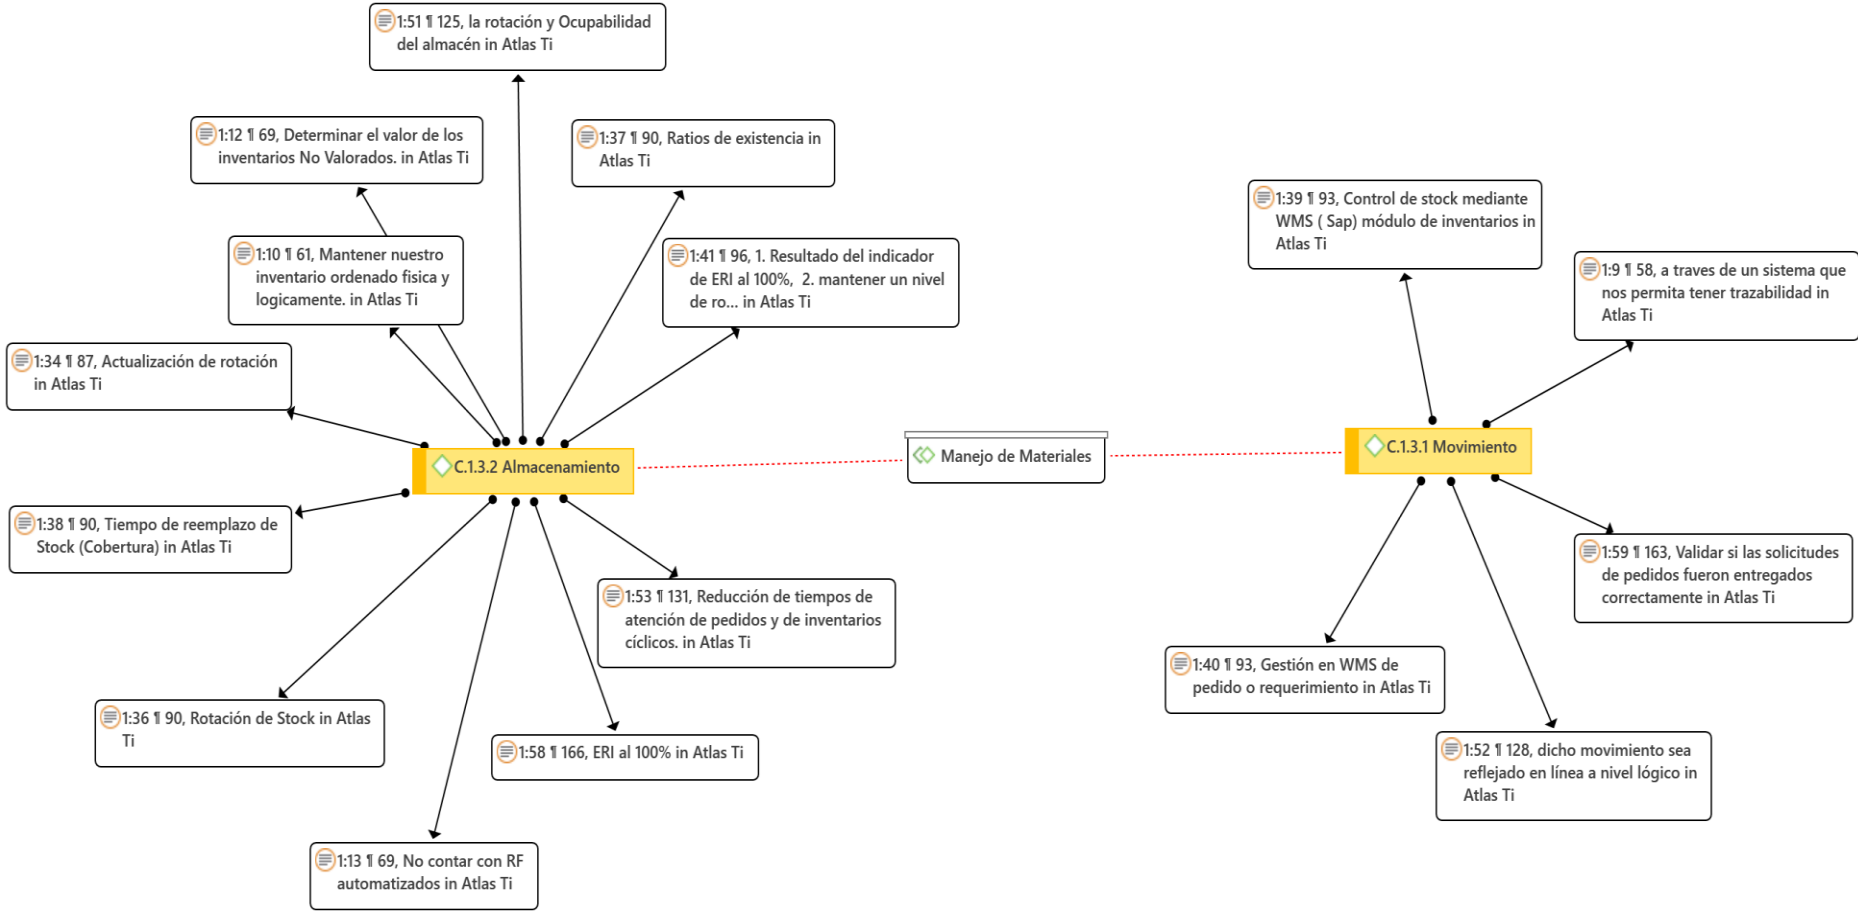 1:51 ¶ 125, la rotación y Ocupabilidad
del almacén in Atlas Ti
1:12 ¶ 69, Determinar el valor de los
inventarios No Valorados. in Atlas Ti
1:37 ¶ 90, Ratios de existencia in
Atlas Ti
1:10 ¶ 61, Mantener nuestro
inventario ordenado fisica y
logicamente. in Atlas Ti
1:41 ¶ 96, 1. Resultado del indicador
de ERI al 100%, 2. mantener un nivel
de ro... in Atlas Ti
1:34 ¶ 87, Actualización de rotación
in Atlas Ti
C.1.3.2 Almacenamiento
1:38 ¶ 90, Tiempo de reemplazo de
Stock (Cobertura) in Atlas Ti
1:53 ¶ 131, Reducción de tiempos de
atención de pedidos y de inventarios
cíclicos. in Atlas Ti
1:36 ¶ 90, Rotación de Stock in Atlas
Ti
1:58 ¶ 166, ERI al 100% in Atlas Ti
1:13 ¶ 69, No contar con RF
automatizados in Atlas Ti
Manejo de Materiales
1:39 ¶ 93, Control de stock mediante
WMS ( Sap) módulo de inventarios in
Atlas Ti
1:9 ¶ 58, a traves de un sistema que
nos permita tener trazabilidad in
Atlas Ti
C.1.3.1 Movimiento
1:59 ¶ 163, Validar si las solicitudes
de pedidos fueron entregados
correctamente in Atlas Ti
1:40 ¶ 93, Gestión en WMS de
pedido o requerimiento in Atlas Ti
1:52 ¶ 128, dicho movimiento sea
reflejado en línea a nivel lógico in
Atlas Ti